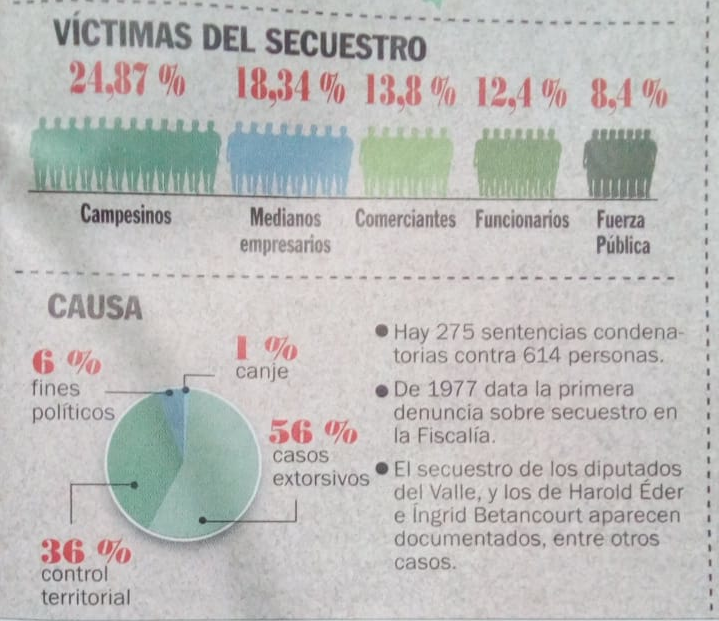 VÍCTIMAS DEL SECUESTRO
24,87 %
18,34 %
13,8 %
12,4 %
8,4 %
Campesinos
Medianos
empresarios
Comerciantes
Funcionarios
Fuerza
Pública
CAUSA
6 %
fines
políticos
1 %
canje
56 %
casos
extorsivos
36 %
control
territorial
● Hay 275 sentencias condena-
torias contra 614 personas.
● De 1977 data la primera
denuncia sobre secuestro en
la Fiscalía.
● El secuestro de los diputados
del Valle, y los de Harold Éder
e Íngrid Betancourt aparecen
documentados, entre otros
casos.